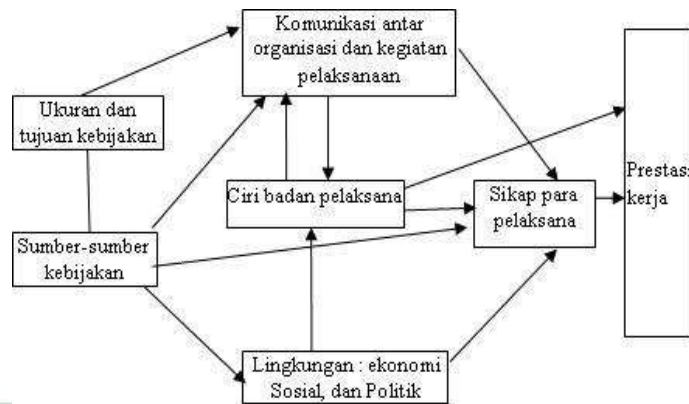 Komunikasi antar
organisasi dan kegiatan
pelaksanaan
Ukuran dan
tujuan kebijakan
Ciri badan pelaksana
Sikap para
pelaksana
Prestasi
kerja
Sumber-sumber
kebijakan
Lingkungan : ekonomi
Sosial, dan Politik